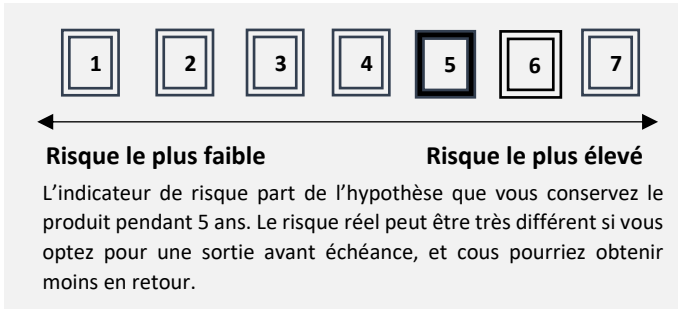 1 2 3 4 5 6 7
Risque le plus faible Risque le plus élevé
L’indicateur de risque part de l’hypothèse que vous conservez le
produit pendant 5 ans. Le risque réel peut être très différent si vous
optez pour une sortie avant échéance, et cous pourriez obtenir
moins en retour.